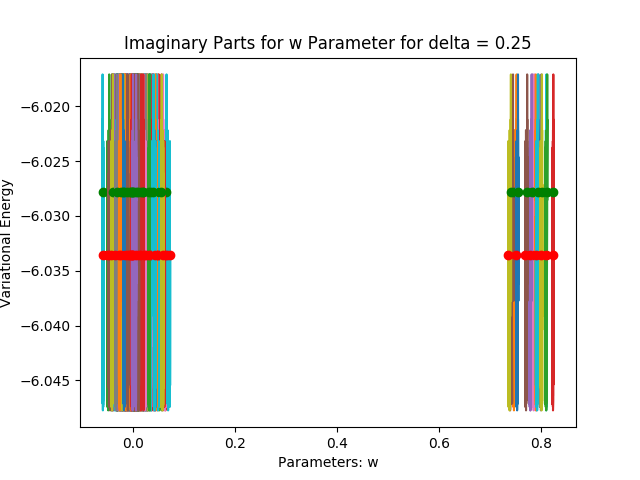 Imaginary Parts for w Parameter for delta = 0.25
Variational Energy
−6.020
−6.025
−6.030
−6.035
−6.040
−6.045
0.0 0.2 0.4 0.6 0.8
Parameters: w